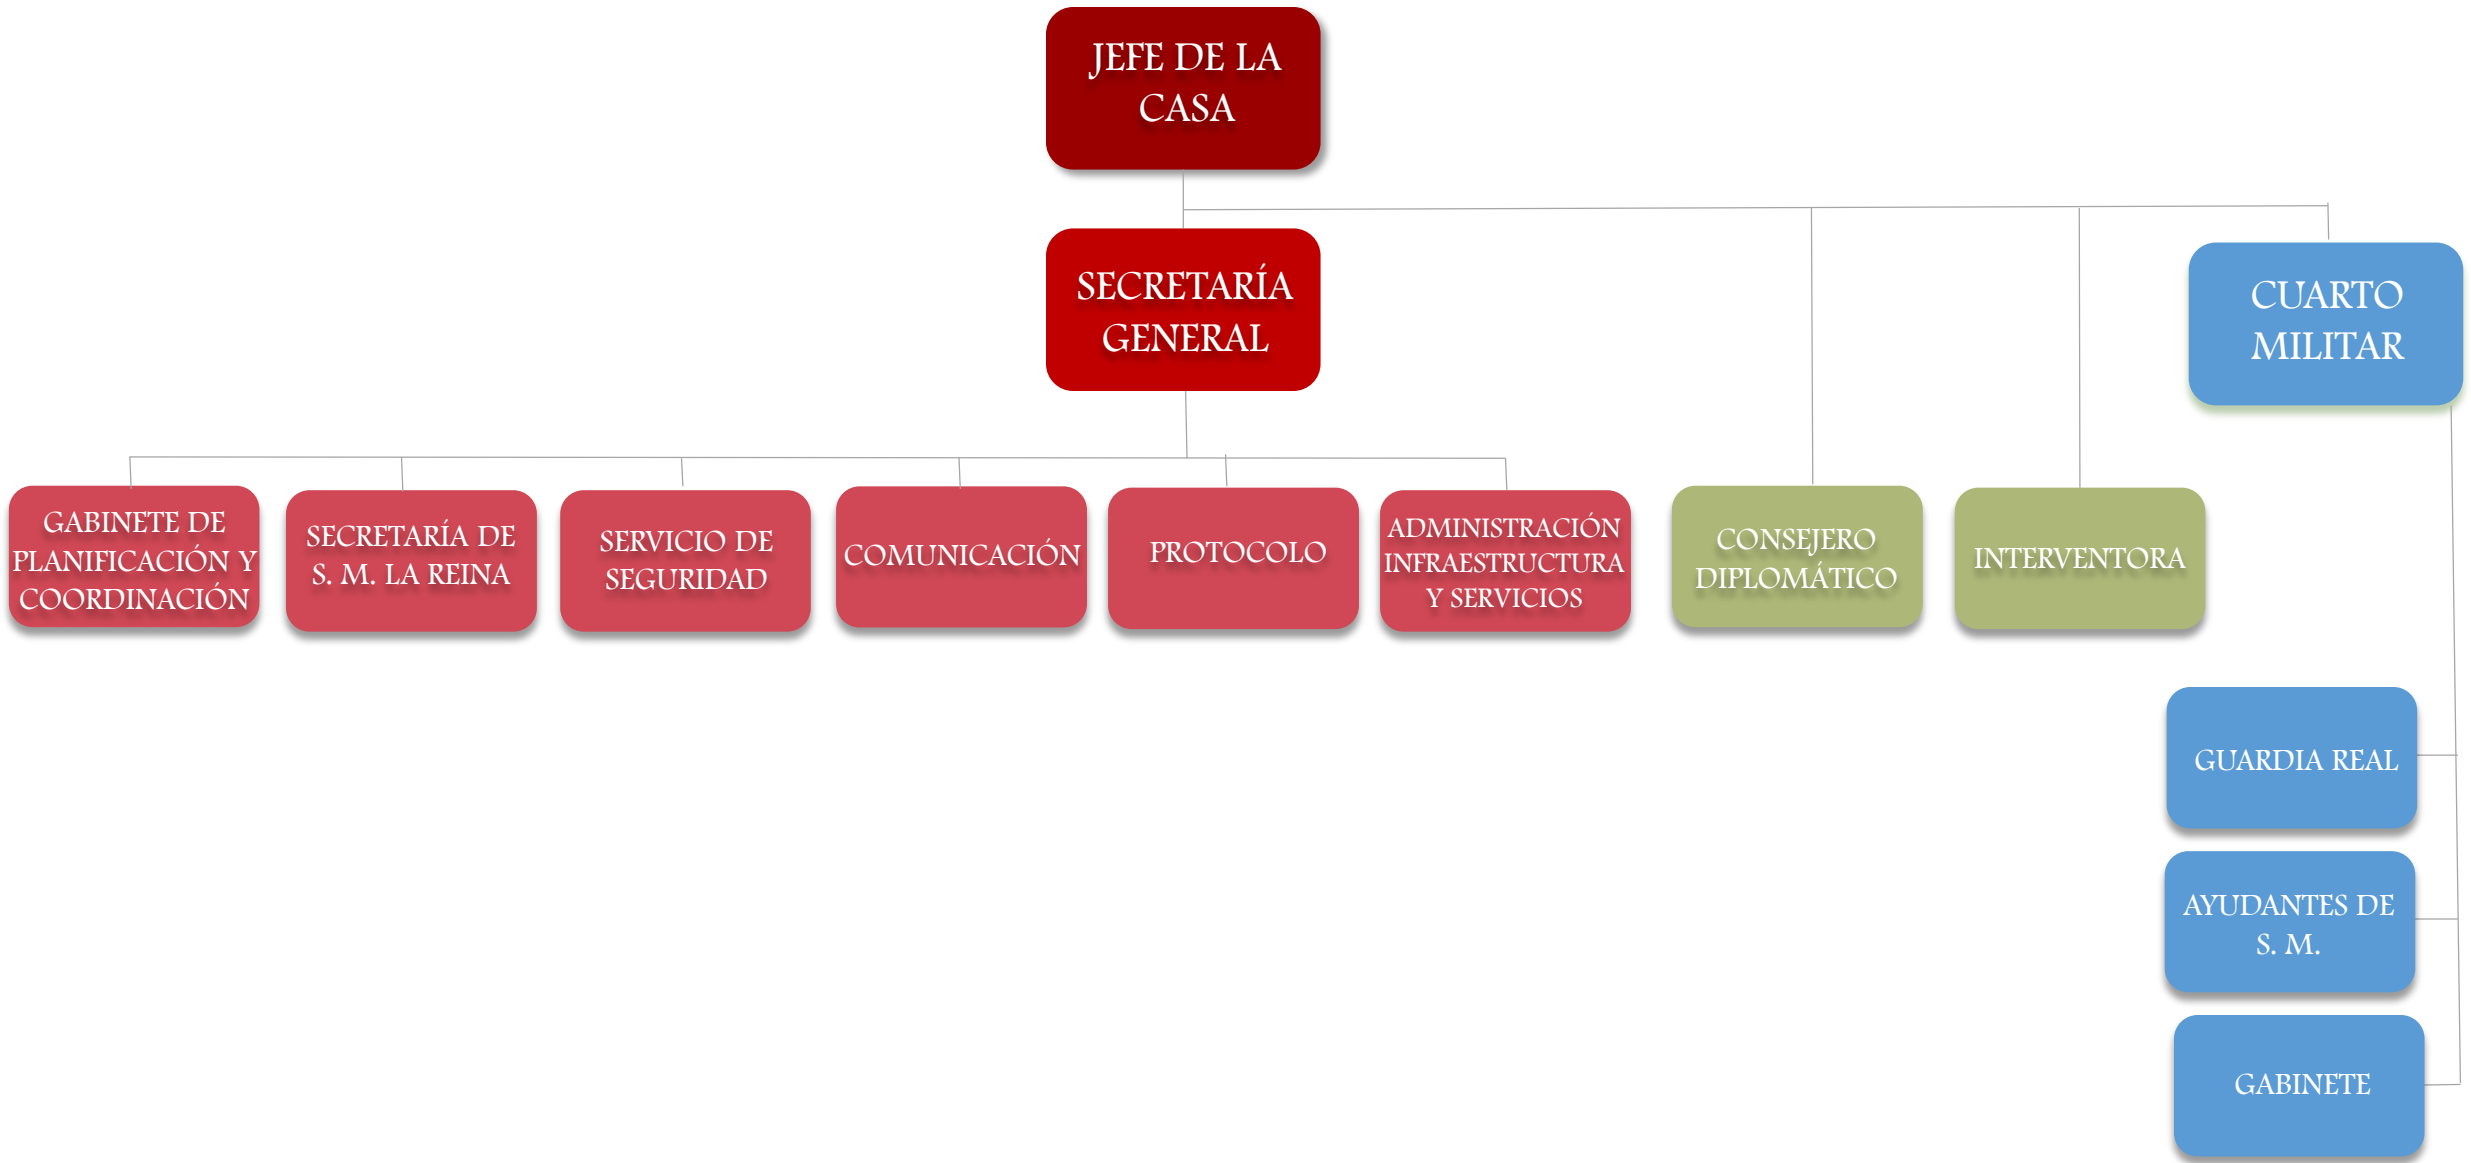 JEFE DE LA
CASA
SECRETARÍA
GENERAL
CUARTO
MILITAR
GABINETE DE
PLANIFICACIÓN Y
COORDINACIÓN
SECRETARÍA DE
S. M. LA REINA
SERVICIO DE
SEGURIDAD
COMUNICACIÓN
PROTOCOLO
ADMINISTRACIÓN
INFRAESTRUCTURA
Y SERVICIOS
CONSEJERO
DIPLOMÁTICO
INTERVENTORA
GUARDIA REAL
AYUDANTES DE
S. M.
GABINETE